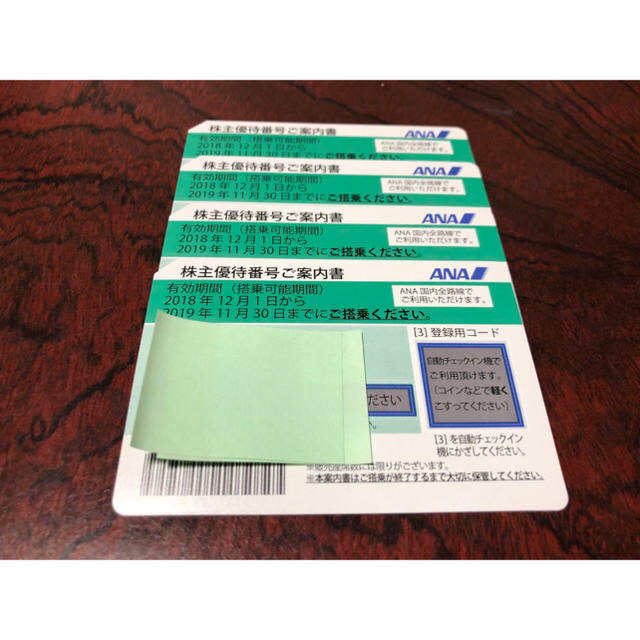 株主優待番号ご案内書
ANA
有効期間（搭乗可能期間）
2018年12月1日から
2019年11月30日までにご搭乗ください。
ANA国内全路線で
ご利用いただけます。
株主優待番号ご案内書
ANA
有効期間（搭乗可能期間）
2018年12月1日から
2019年11月30日までにご搭乗ください。
ANA国内全路線で
ご利用いただけます。
株主優待番号ご案内書
ANA
有効期間（搭乗可能期間）
2018年12月1日から
2019年11月30日までにご搭乗ください。
ANA国内全路線で
ご利用いただけます。
株主優待番号ご案内書
ANA
有効期間（搭乗可能期間）
2018年12月1日から
2019年11月30日までにご搭乗ください。
ANA国内全路線で
ご利用いただけます。
[3]登録用コード
自動チェックイン機で
ご利用頂けます。
（コインなどで軽く
こすってください）
ださい
[3]を自動チェックイン
機にかざしてください。
※販売座席数には限りがございます。
※本案内書はご搭乗が終了するまで大切に保管してください。